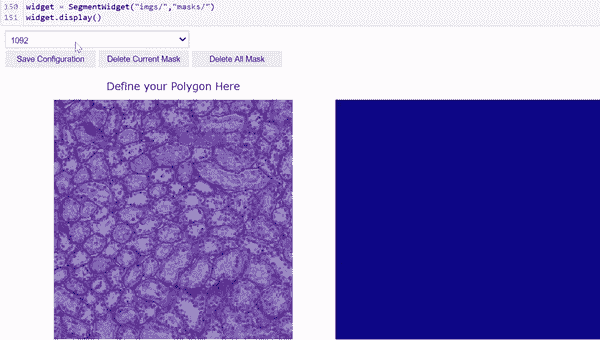 150 widget = SegmentWidget("imgs/","masks/")
151 widget.display()
1092
Save Configuration Delete Current Mask Delete All Mask
Define your Polygon Here